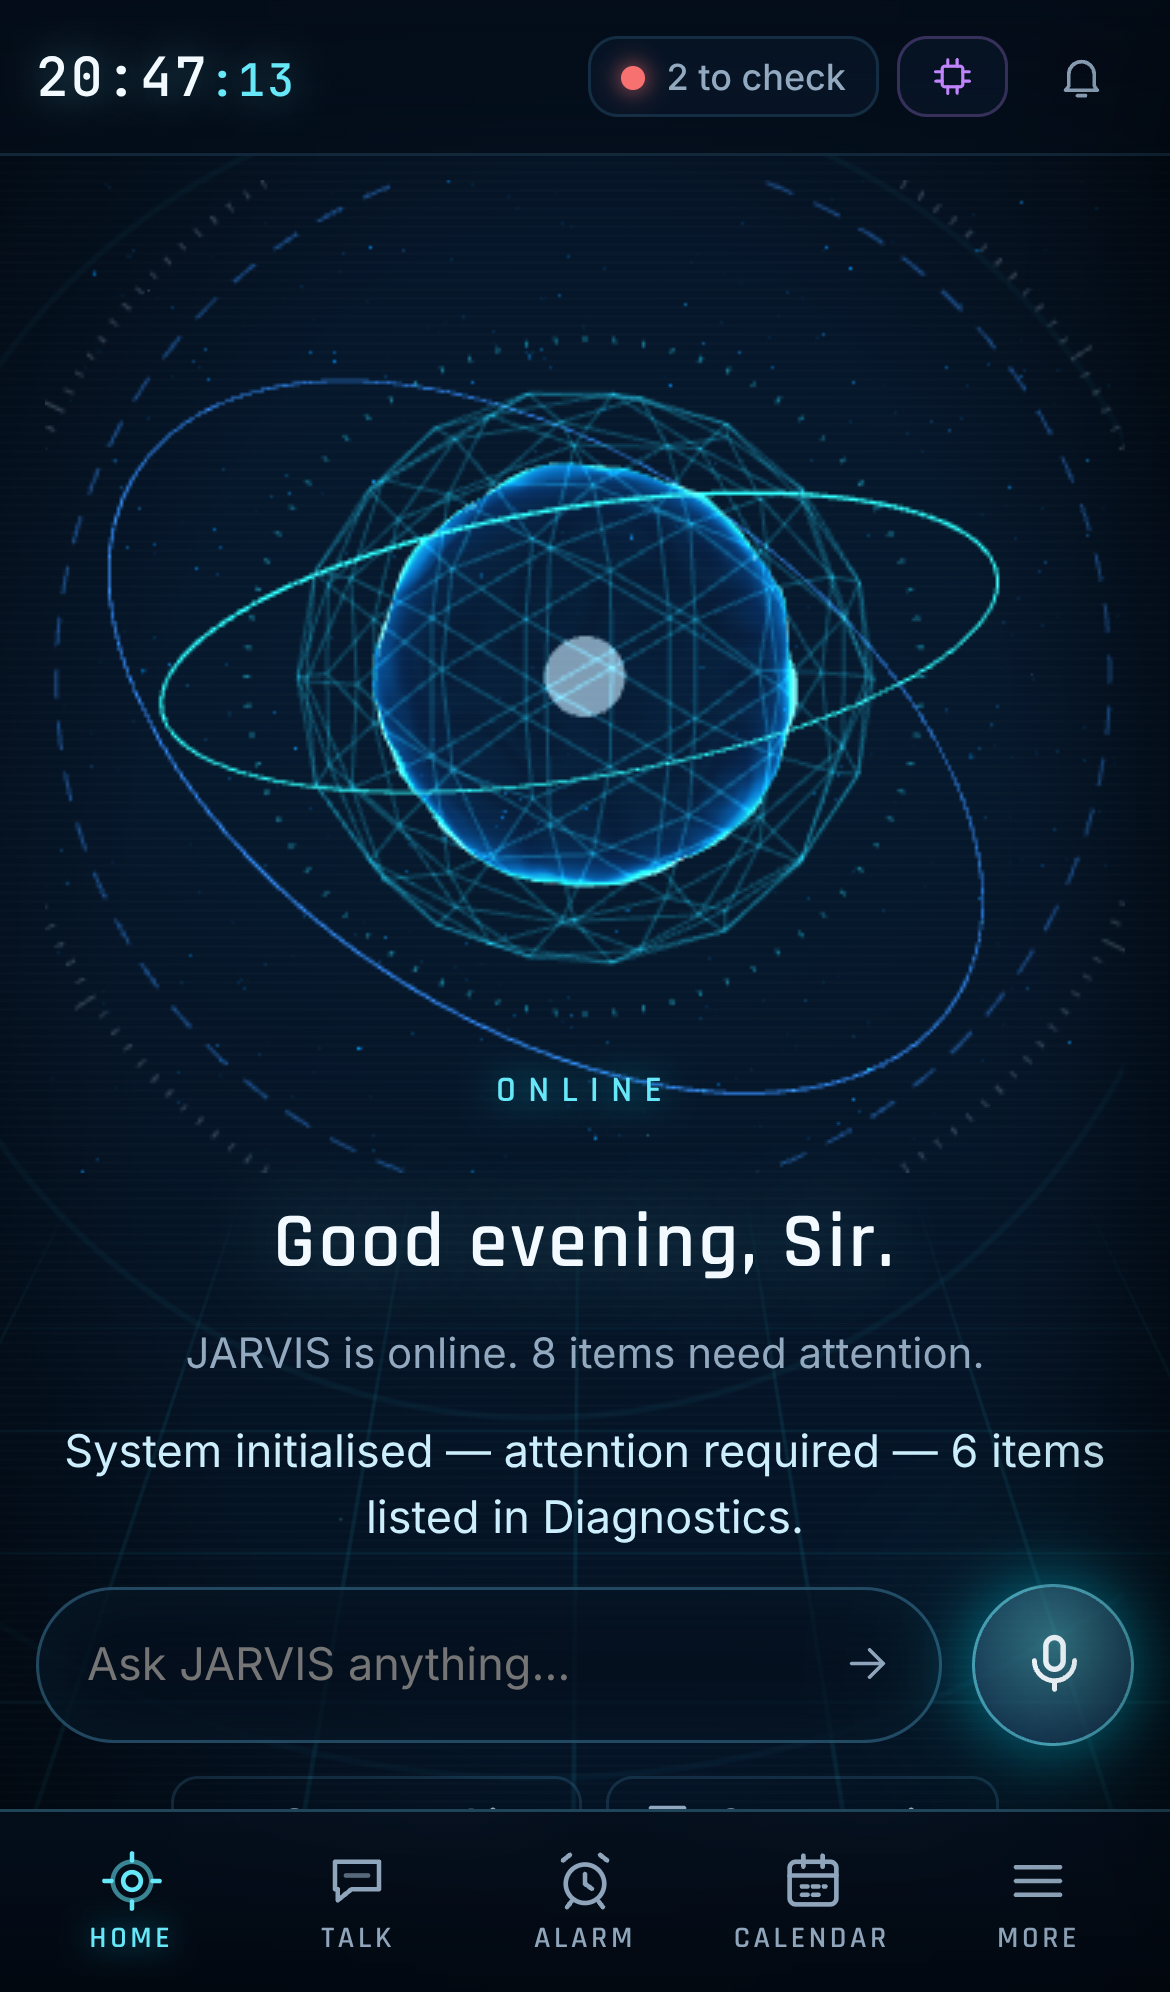 20:47:13
2 to check
ONLINE
Good evening, Sir.
JARVIS is online. 8 items need attention.
System initialised — attention required — 6 items
listed in Diagnostics.
Ask JARVIS anything...
HOME
TALK
ALARM
CALENDAR
MORE